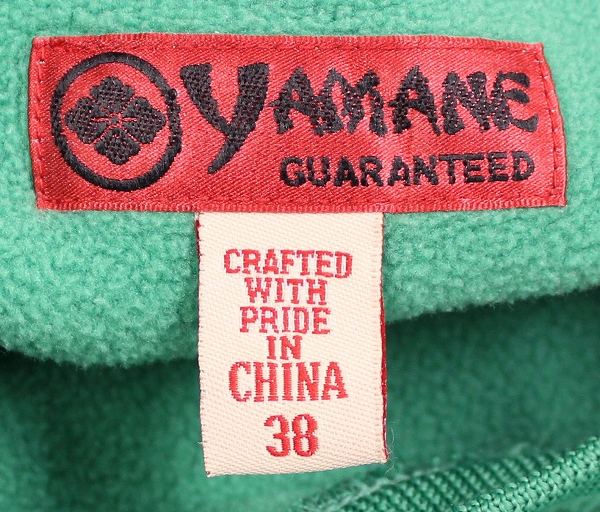 YAMANE
GUARANTEED
CRAFTED
WITH
PRIDE
IN
CHINA
38